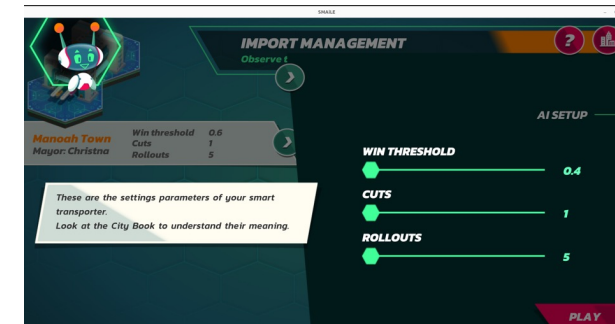 SMAILE
IMPORT MANAGEMENT
Observe t
?
AI SETUP
Manoah Town
Mayor: Christna
Win threshold 0.6
Cuts 1
Rollouts 5
These are the settings parameters of your smart
transporter.
Look at the City Book to understand their meaning.
WIN THRESHOLD
0.4
CUTS
1
ROLLOUTS
5
PLAY